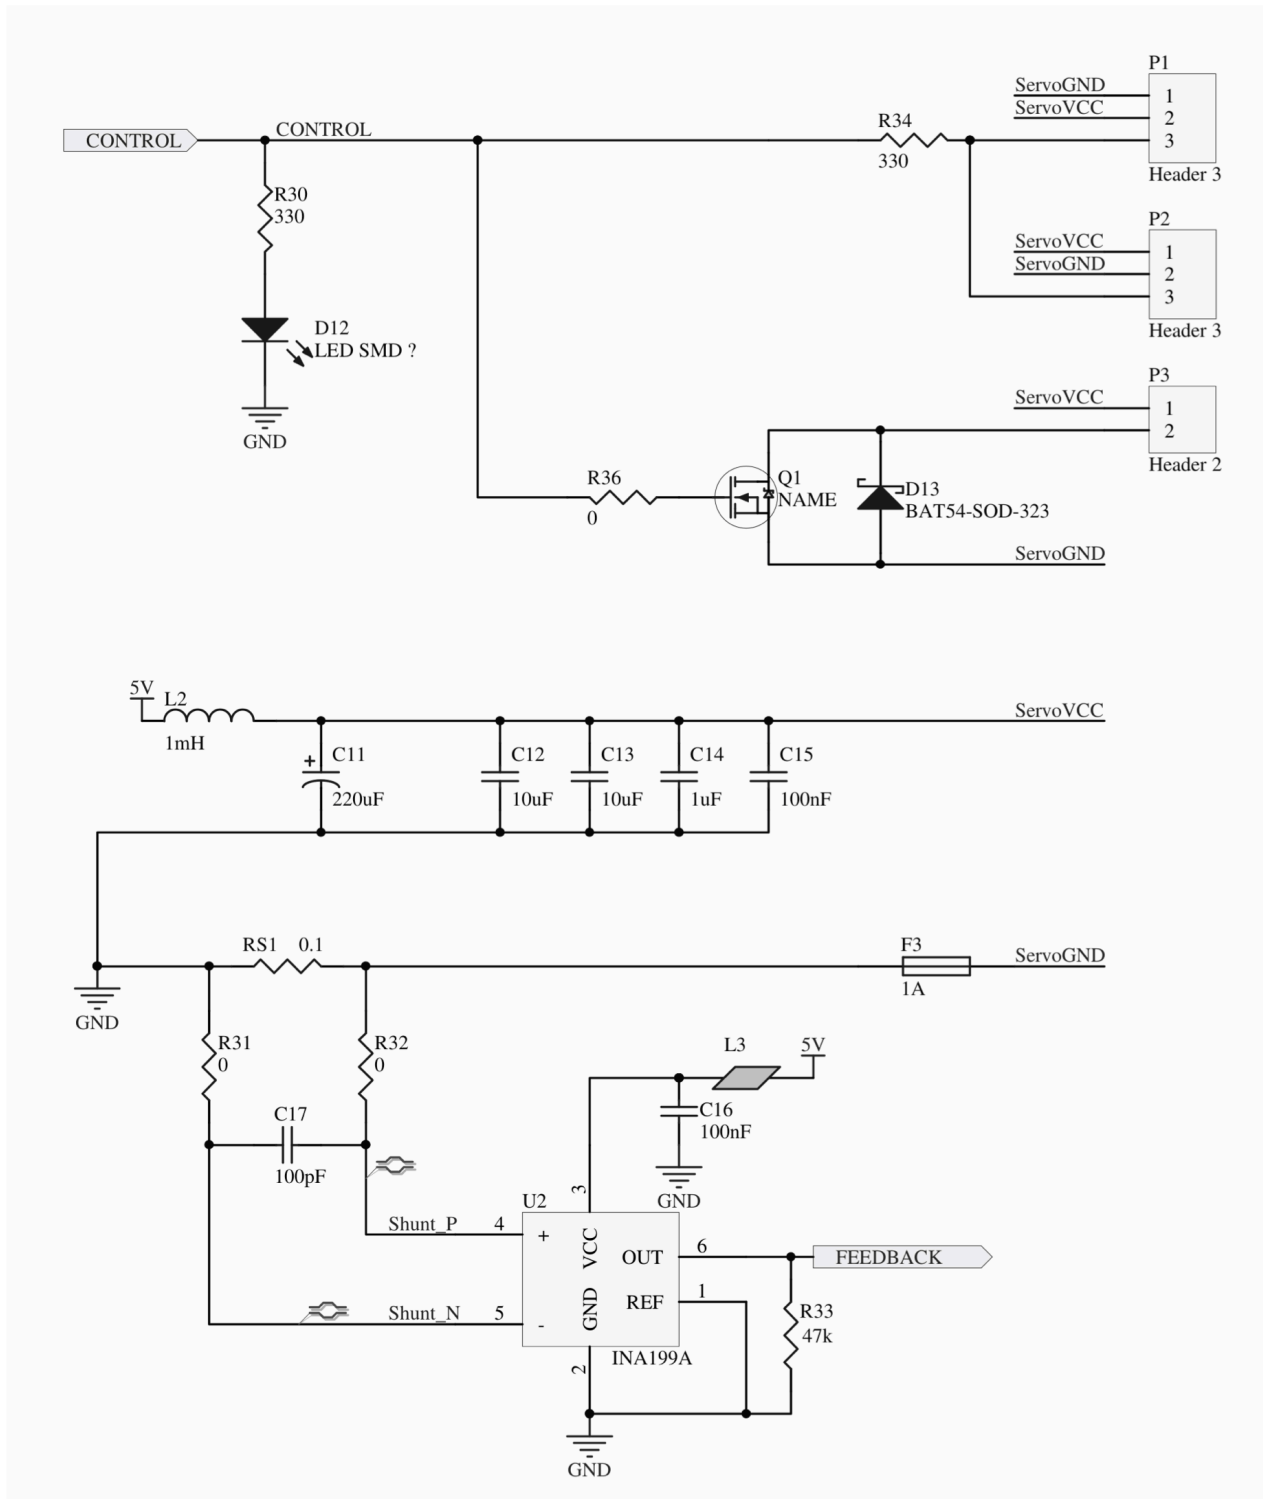 P1
ServoGND
1
ServoVCC
2
CONTROL
CONTROL
R34
330
3
Header 3
R30
330
P2
ServoVCC
1
ServoGND
2
3
Header 3
D12
LED SMD ?
GND
P3
ServoVCC
1
2
Header 2
R36
0
Q1
NAME
D13
BAT54-SOD-323
ServoGND
5V
L2
1mH
ServoVCC
+
C11
220uF
C12
10uF
C13
10uF
C14
1uF
C15
100nF
RS1 0.1
F3
1A
ServoGND
GND
R31
0
R32
0
L3
5V
C17
100pF
C16
100nF
GND
U2
3
Shunt_P 4
+
VCC
OUT
6
FEEDBACK
Shunt_N 5
-
GND
REF
1
R33
47k
2
INA199A
GND